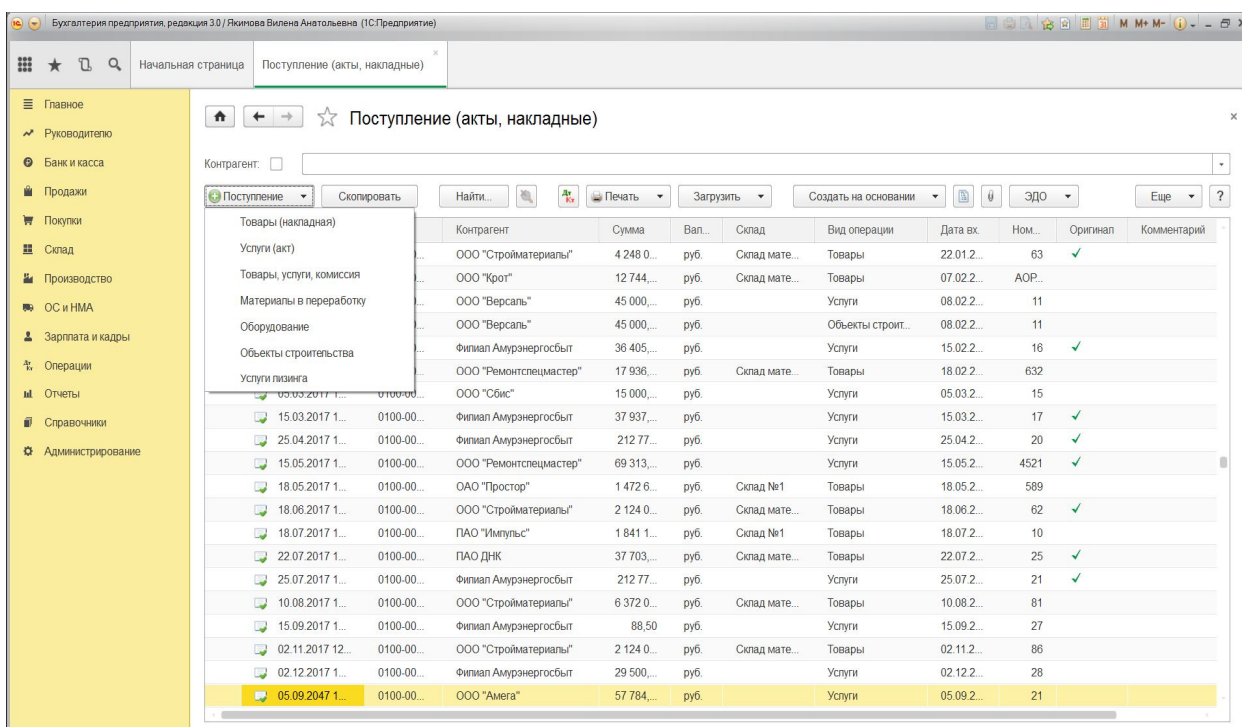 Бухгалтерия предприятия, редакция 3.0 / Якимова Вилена Анатольевна (1С:Предприятие) M M+ M-
Начальная страница Поступление (акты, накладные)
Главное
Руководителю
Банк и касса
Продажи
Покупки
Склад
Производство
ОС и НМА
Зарплата и кадры
Операции
Отчеты
Справочники
Администрирование
Поступление (акты, накладные)
Контрагент:
Поступление Скопировать Найти... Дт Кт Печать Загрузить Создать на основании ЭДО Еще ?
Товары (накладная)
Услуги (акт)
Товары, услуги, комиссия
Материалы в переработку
Оборудование
Объекты строительства
Услуги лизинга
Контрагент Сумма Вал... Склад Вид операции Дата вх. Ном... Оригинал Комментарий
ООО "Стройматериалы" 4 248 0... руб. Склад мате... Товары 22.01.2... 63
ООО "Крот" 12 744,... руб. Склад мате... Товары 07.02.2... АОР...
ООО "Версаль" 45 000,... руб. Услуги 08.02.2... 11
ООО "Версаль" 45 000,... руб. Объекты строит... 08.02.2... 11
Филиал Амурэнергосбыт 36 405,... руб. Услуги 15.02.2... 16
ООО "Ремонтспецмастер" 17 936,... руб. Склад мате... Товары 18.02.2... 632
05.03.2017 1... 0100-00... ООО "Сбис" 15 000,... руб. Услуги 05.03.2... 15
15.03.2017 1... 0100-00... Филиал Амурэнергосбыт 37 937,... руб. Услуги 15.03.2... 17
25.04.2017 1... 0100-00... Филиал Амурэнергосбыт 212 77... руб. Услуги 25.04.2... 20
15.05.2017 1... 0100-00... ООО "Ремонтспецмастер" 69 313,... руб. Услуги 15.05.2... 4521
18.05.2017 1... 0100-00... ОАО "Простор" 1 472 6... руб. Склад №1 Товары 18.05.2... 589
18.06.2017 1... 0100-00... ООО "Стройматериалы" 2 124 0... руб. Склад мате... Товары 18.06.2... 62
18.07.2017 1... 0100-00... ПАО "Импульс" 1 841 1... руб. Склад №1 Товары 18.07.2... 10
22.07.2017 1... 0100-00... ПАО ДНК 37 703,... руб. Склад мате... Товары 22.07.2... 25
25.07.2017 1... 0100-00... Филиал Амурэнергосбыт 212 77... руб. Услуги 25.07.2... 21
10.08.2017 1... 0100-00... ООО "Стройматериалы" 6 372 0... руб. Склад мате... Товары 10.08.2... 81
15.09.2017 1... 0100-00... Филиал Амурэнергосбыт 88,50 руб. Услуги 15.09.2... 27
02.11.2017 12... 0100-00... ООО "Стройматериалы" 2 124 0... руб. Склад мате... Товары 02.11.2... 86
02.12.2017 1... 0100-00... Филиал Амурэнергосбыт 29 500,... руб. Услуги 02.12.2... 28
05.09.2047 1... 0100-00... ООО "Амега" 57 784,... руб. Услуги 05.09.2... 21